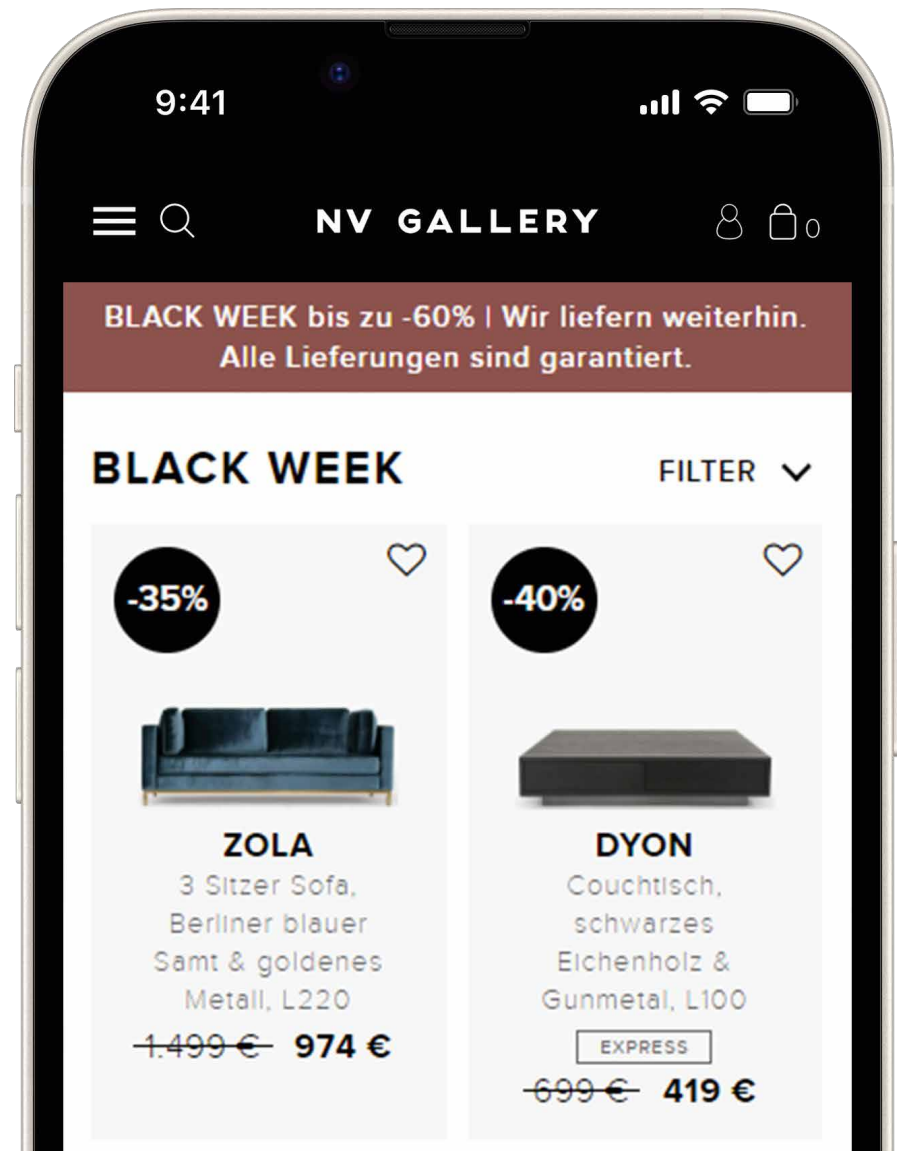 9:41
NV GALLERY
0
BLACK WEEK bis zu -60% | Wir liefern weiterhin.
Alle Lieferungen sind garantiert.
BLACK WEEK
FILTER
-35%
ZOLA
3 Sitzer Sofa,
Berliner blauer
Samt & goldenes
Metall, L220
1.499 € 974 €
-40%
DYON
Couchtisch,
schwarzes
Eichenholz &
Gunmetal, L100
EXPRESS
699 € 419 €